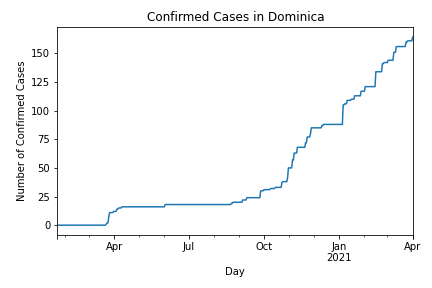 Confirmed Cases in Dominica
Number of Confirmed Cases
150
125
100
75
50
25
0
Apr
Jul
Oct
Jan
2021
Apr
Day